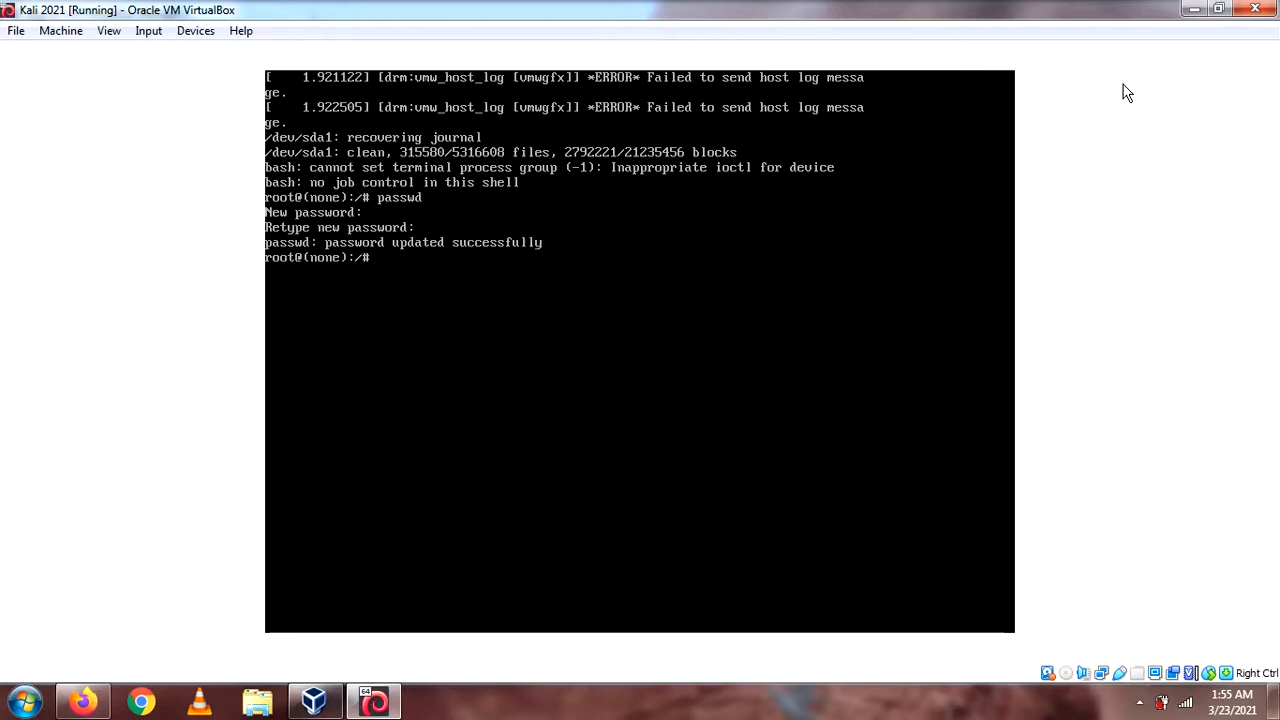 Kali 2021 [Running] - Oracle VM VirtualBox
File Machine View Input Devices Help
[    1.921122] [drm:vmw_host_log [vmwgfx]] *ERROR* Failed to send host log messa
ge.
[    1.922505] [drm:vmw_host_log [vmwgfx]] *ERROR* Failed to send host log messa
ge.
/dev/sda1: recovering journal
/dev/sda1: clean, 315580/5316608 files, 2792221/21235456 blocks
bash: cannot set terminal process group (-1): Inappropriate ioctl for device
bash: no job control in this shell
root@(none):/# passwd
New password:
Retype new password:
passwd: password updated successfully
root@(none):/#
Right Ctrl
64
1:55 AM
3/23/2021